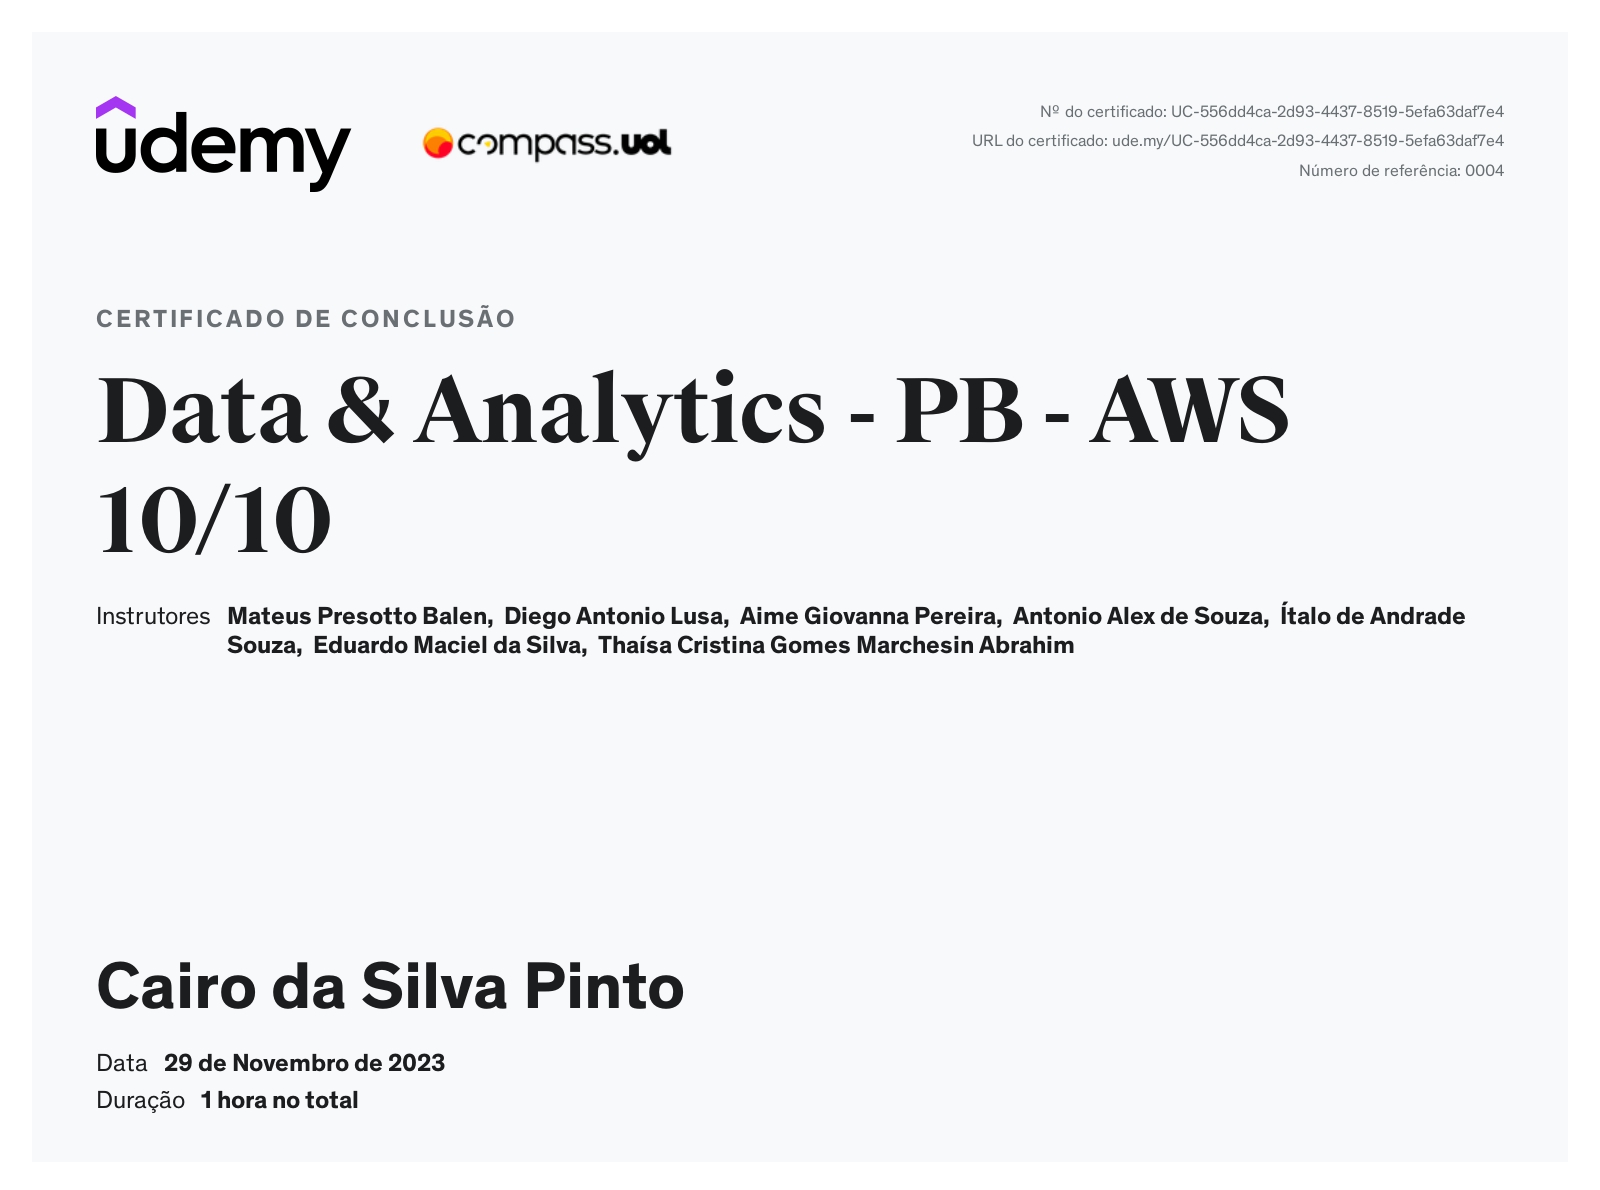 udemy
compass.uol
Nº do certificado: UC-556dd4ca-2d93-4437-8519-5efa63daf7e4
URL do certificado: ude.my/UC-556dd4ca-2d93-4437-8519-5efa63daf7e4
Número de referência: 0004
CERTIFICADO DE CONCLUSÃO
Data & Analytics - PB - AWS
10/10
Instrutores Mateus Presotto Balen, Diego Antonio Lusa, Aime Giovanna Pereira, Antonio Alex de Souza, Ítalo de Andrade
Souza, Eduardo Maciel da Silva, Thaísa Cristina Gomes Marchesin Abrahim
Cairo da Silva Pinto
Data 29 de Novembro de 2023
Duração 1 hora no total